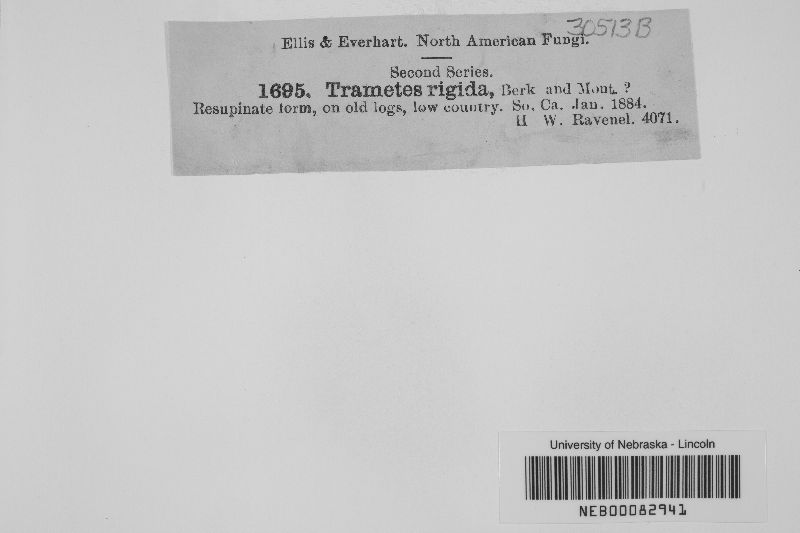 30513B
Ellis & Everhart. North American Fungi.
Second Series.
1695. Trametes rigida, Berk and Mont. ?
Resupinate form, on old logs, low country. So. Ca. Jan. 1884.
H W. Ravenel. 4071.
University of Nebraska - Lincoln
NEB00082941